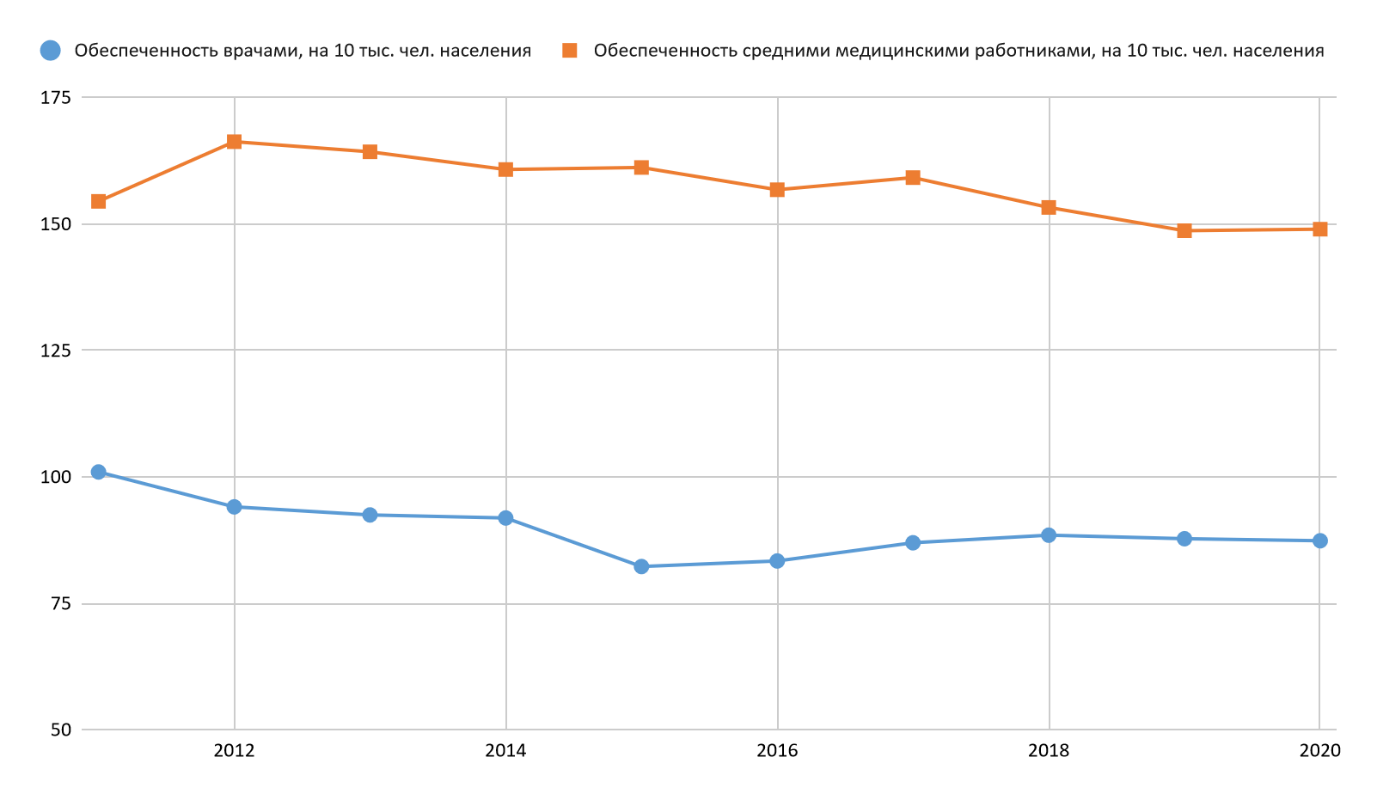 Обеспеченность врачами, на 10 тыс. чел. населения
Обеспеченность средними медицинскими работниками, на 10 тыс. чел. населения
175
150
125
100
75
50
2012 2014 2016 2018 2020